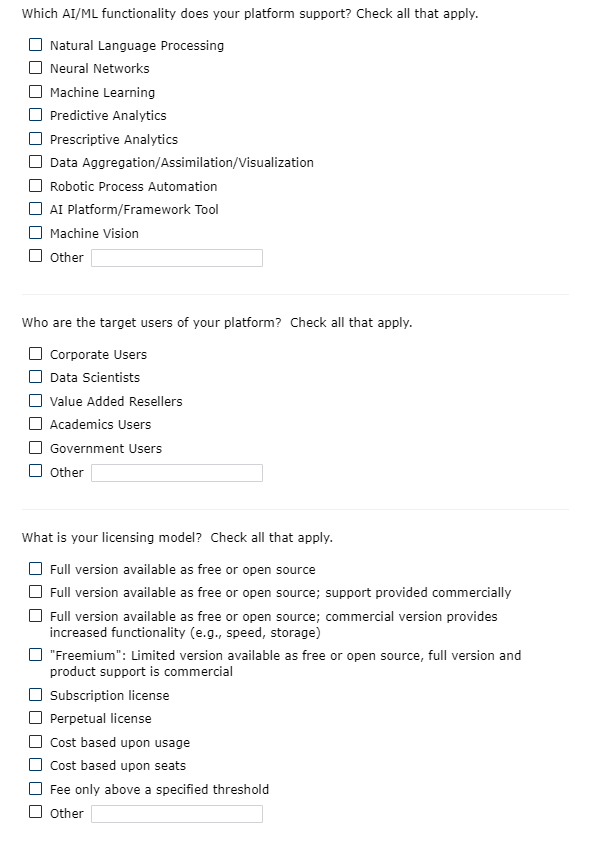 Which AI/ML functionality does your platform support? Check all that apply.
Natural Language Processing
Neural Networks
Machine Learning
Predictive Analytics
Prescriptive Analytics
Data Aggregation/Assimilation/Visualization
Robotic Process Automation
AI Platform/Framework Tool
Machine Vision
Other
Who are the target users of your platform?  Check all that apply.
Corporate Users
Data Scientists
Value Added Resellers
Academics Users
Government Users
Other
What is your licensing model?  Check all that apply.
Full version available as free or open source
Full version available as free or open source; support provided commercially
Full version available as free or open source; commercial version provides
increased functionality (e.g., speed, storage)
"Freemium": Limited version available as free or open source, full version and
product support is commercial
Subscription license
Perpetual license
Cost based upon usage
Cost based upon seats
Fee only above a specified threshold
Other